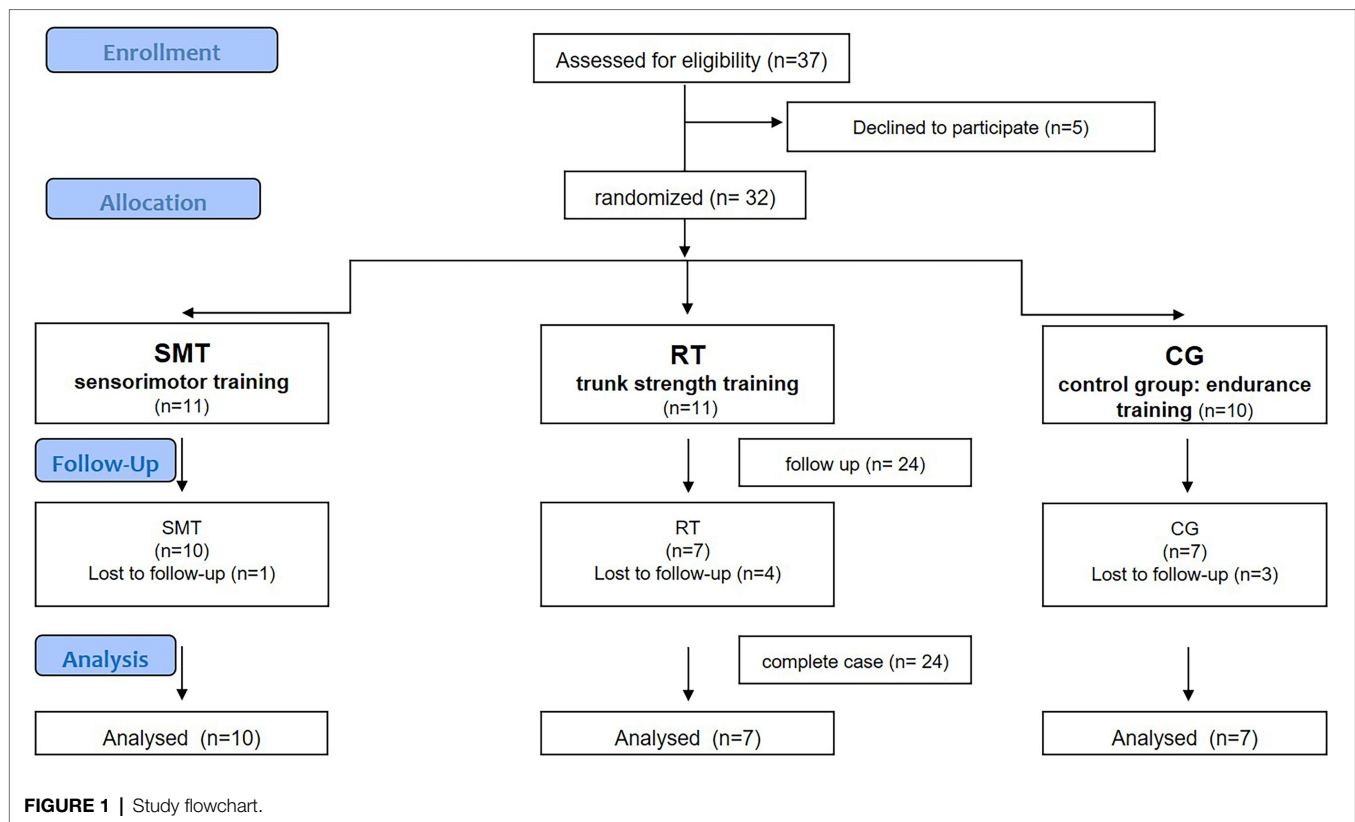 Enrollment
Assessed for eligibility (n=37)
Declined to participate (n=5)
Allocation
randomized (n= 32)
SMT
sensorimotor training
(n=11)
RT
trunk strength training
(n=11)
CG
control group: endurance
training (n=10)
Follow-Up
follow up (n= 24)
SMT
(n=10)
Lost to follow-up (n=1)
RT
(n=7)
Lost to follow-up (n=4)
CG
(n=7)
Lost to follow-up (n=3)
Analysis
complete case (n= 24)
Analysed (n=10)
Analysed (n=7)
Analysed (n=7)
FIGURE 1 | Study flowchart.